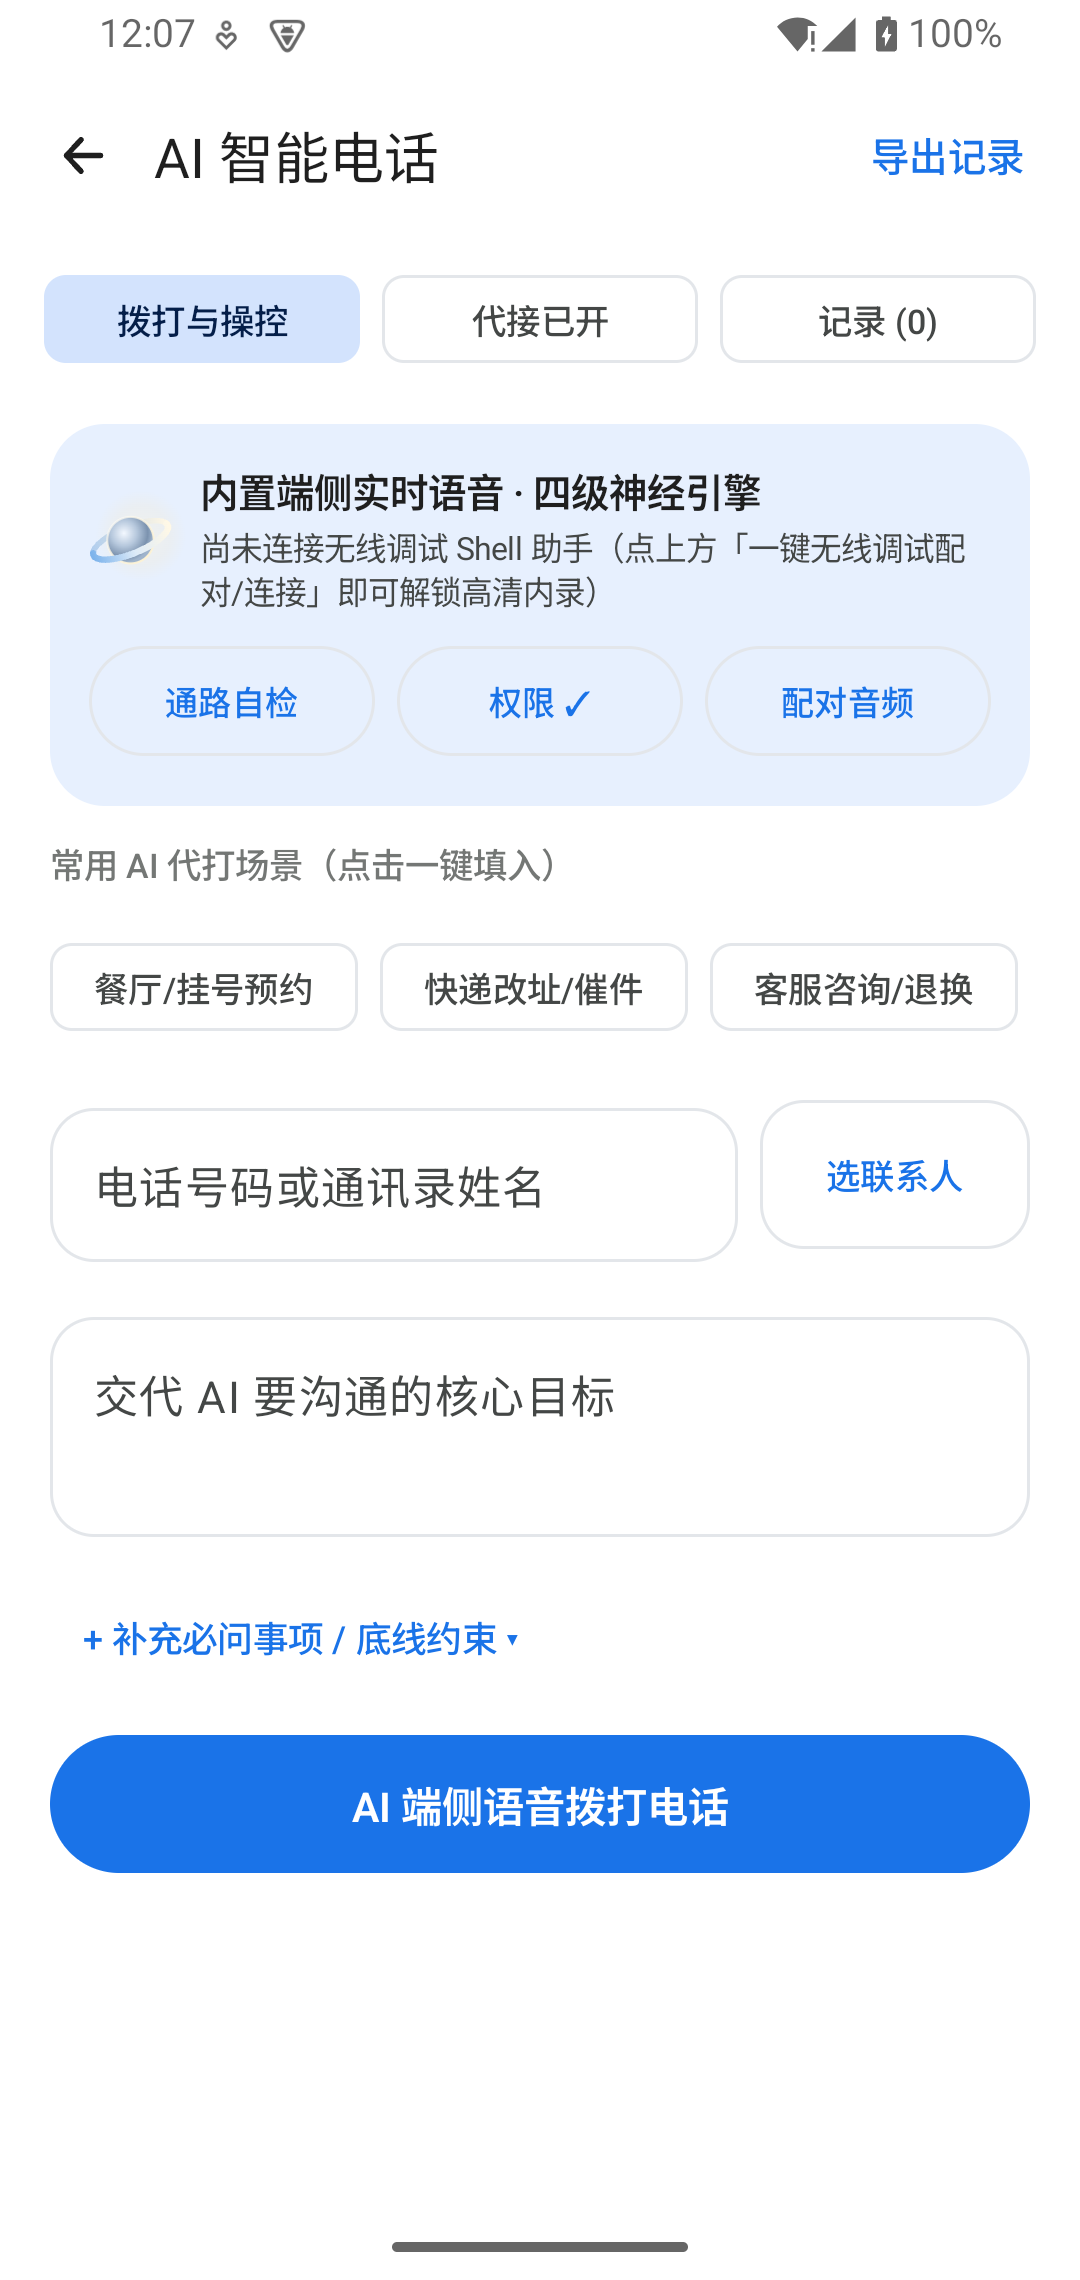 12:07
100%
AI 智能电话
导出记录
拨打与操控
代接已开
记录 (0)
内置端侧实时语音 · 四级神经引擎
尚未连接无线调试 Shell 助手（点上方「一键无线调试配
对/连接」即可解锁高清内录）
通路自检
权限 ✓
配对音频
常用 AI 代打场景（点击一键填入）
餐厅/挂号预约
快递改址/催件
客服咨询/退换
电话号码或通讯录姓名
选联系人
交代 AI 要沟通的核心目标
+ 补充必问事项 / 底线约束 ▾
AI 端侧语音拨打电话